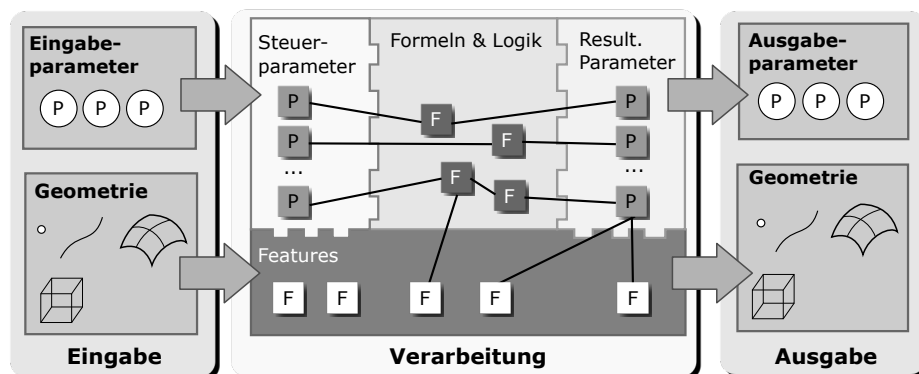 Eingabe-
parameter
P P P
Geometrie
Eingabe
Steuer-
parameter
Formeln & Logik
Result.
Parameter
P F P
P F P
... ...
P F F P
Features
F F F F F
Verarbeitung
Ausgabe-
parameter
P P P
Geometrie
Ausgabe